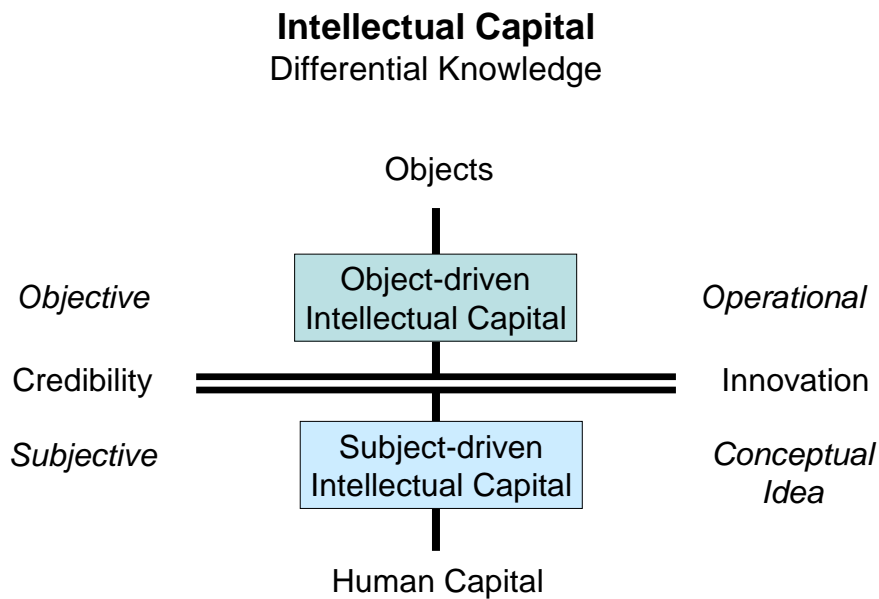 Intellectual Capital
Differential Knowledge
Objects
Objective
Object-driven
Intellectual Capital
Operational
Credibility
Innovation
Subjective
Subject-driven
Intellectual Capital
Conceptual
Idea
Human Capital